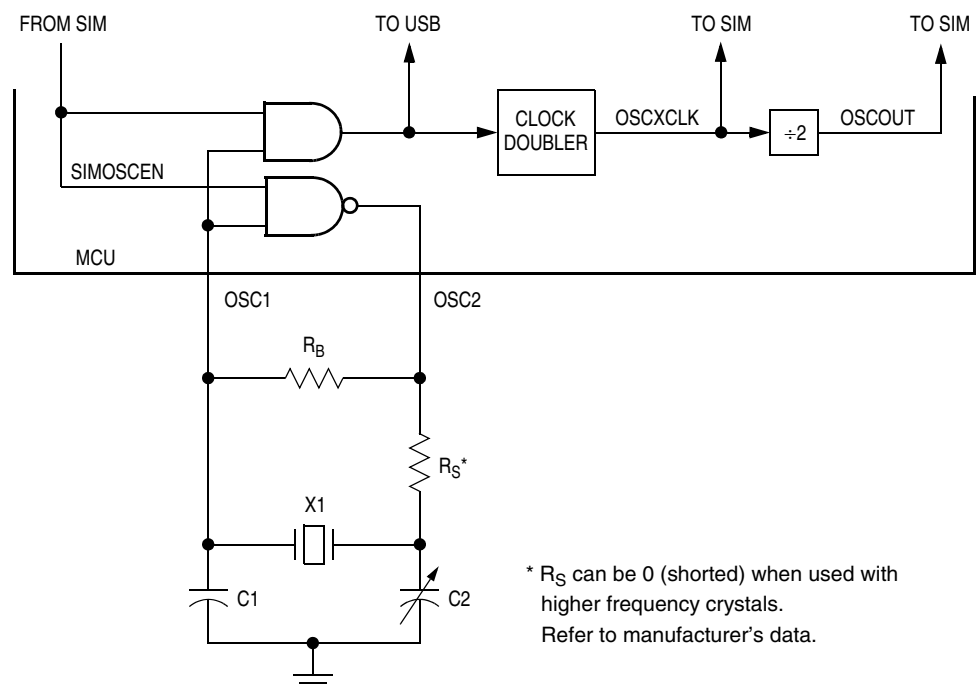 FROM SIM
TO USB
TO SIM
TO SIM
CLOCK
DOUBLER
OSCXCLK
÷2
OSCOUT
SIMOSCEN
MCU
OSC1
OSC2
RB
RS*
X1
C1
C2
* RS can be 0 (shorted) when used with
higher frequency crystals.
Refer to manufacturer's data.